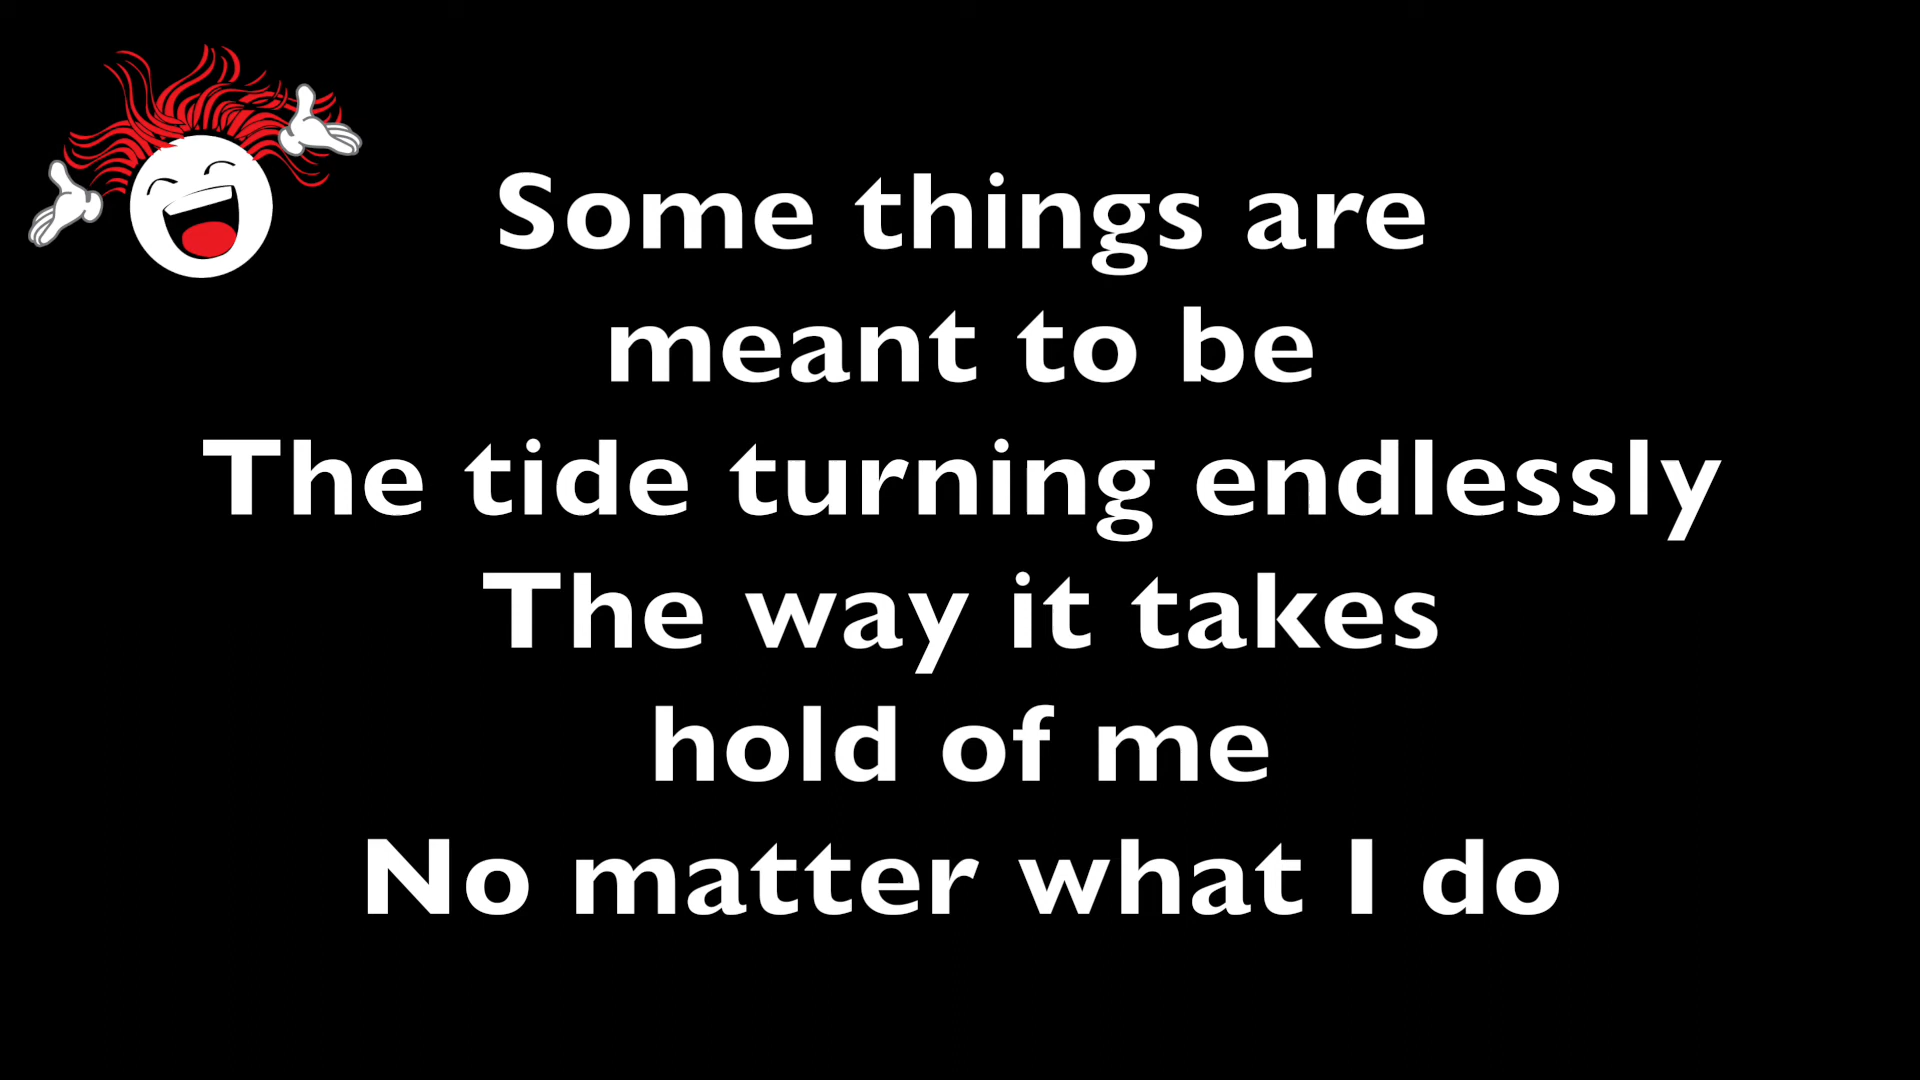 Some things are
meant to be
The tide turning endlessly
The way it takes
hold of me
No matter what I do